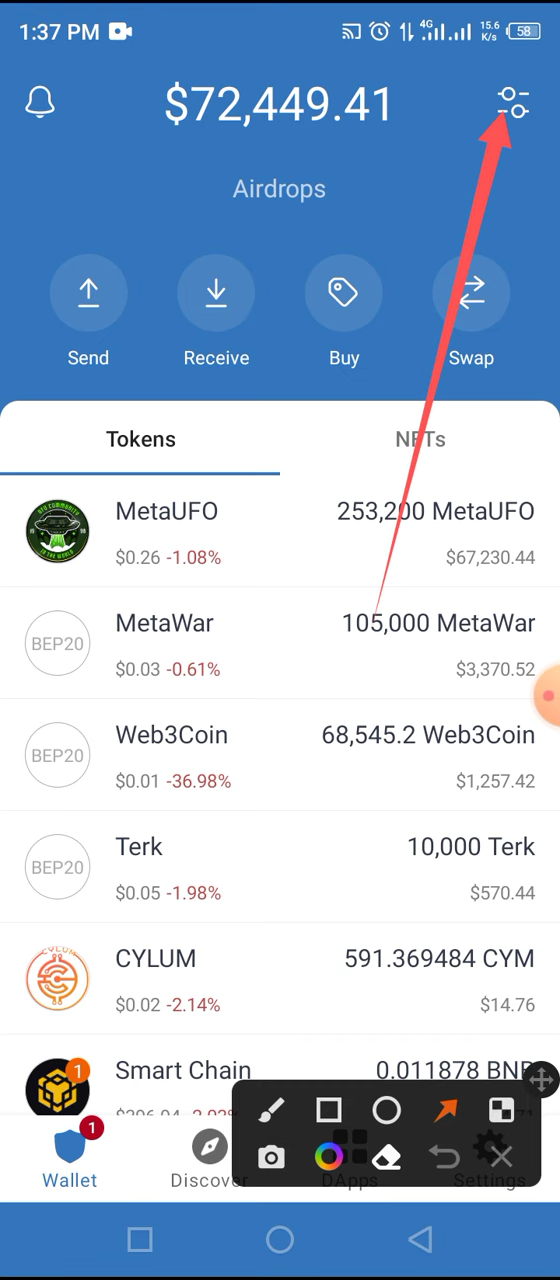 1:37 PM 4G 15.6 K/s 58
$72,449.41
Airdrops
Send Receive Buy Swap
Tokens NFTs
MetaUFO 253,200 MetaUFO
$0.26 -1.08% $67,230.44
BEP20 MetaWar 105,000 MetaWar
$0.03 -0.61% $3,370.52
BEP20 Web3Coin 68,545.2 Web3Coin
$0.01 -36.98% $1,257.42
BEP20 Terk 10,000 Terk
$0.05 -1.98% $570.44
CYLUM CYLUM 591.369484 CYM
$0.02 -2.14% $14.76
1 Smart Chain 0.011878 BNB
1
Wallet Discover DApps Settings